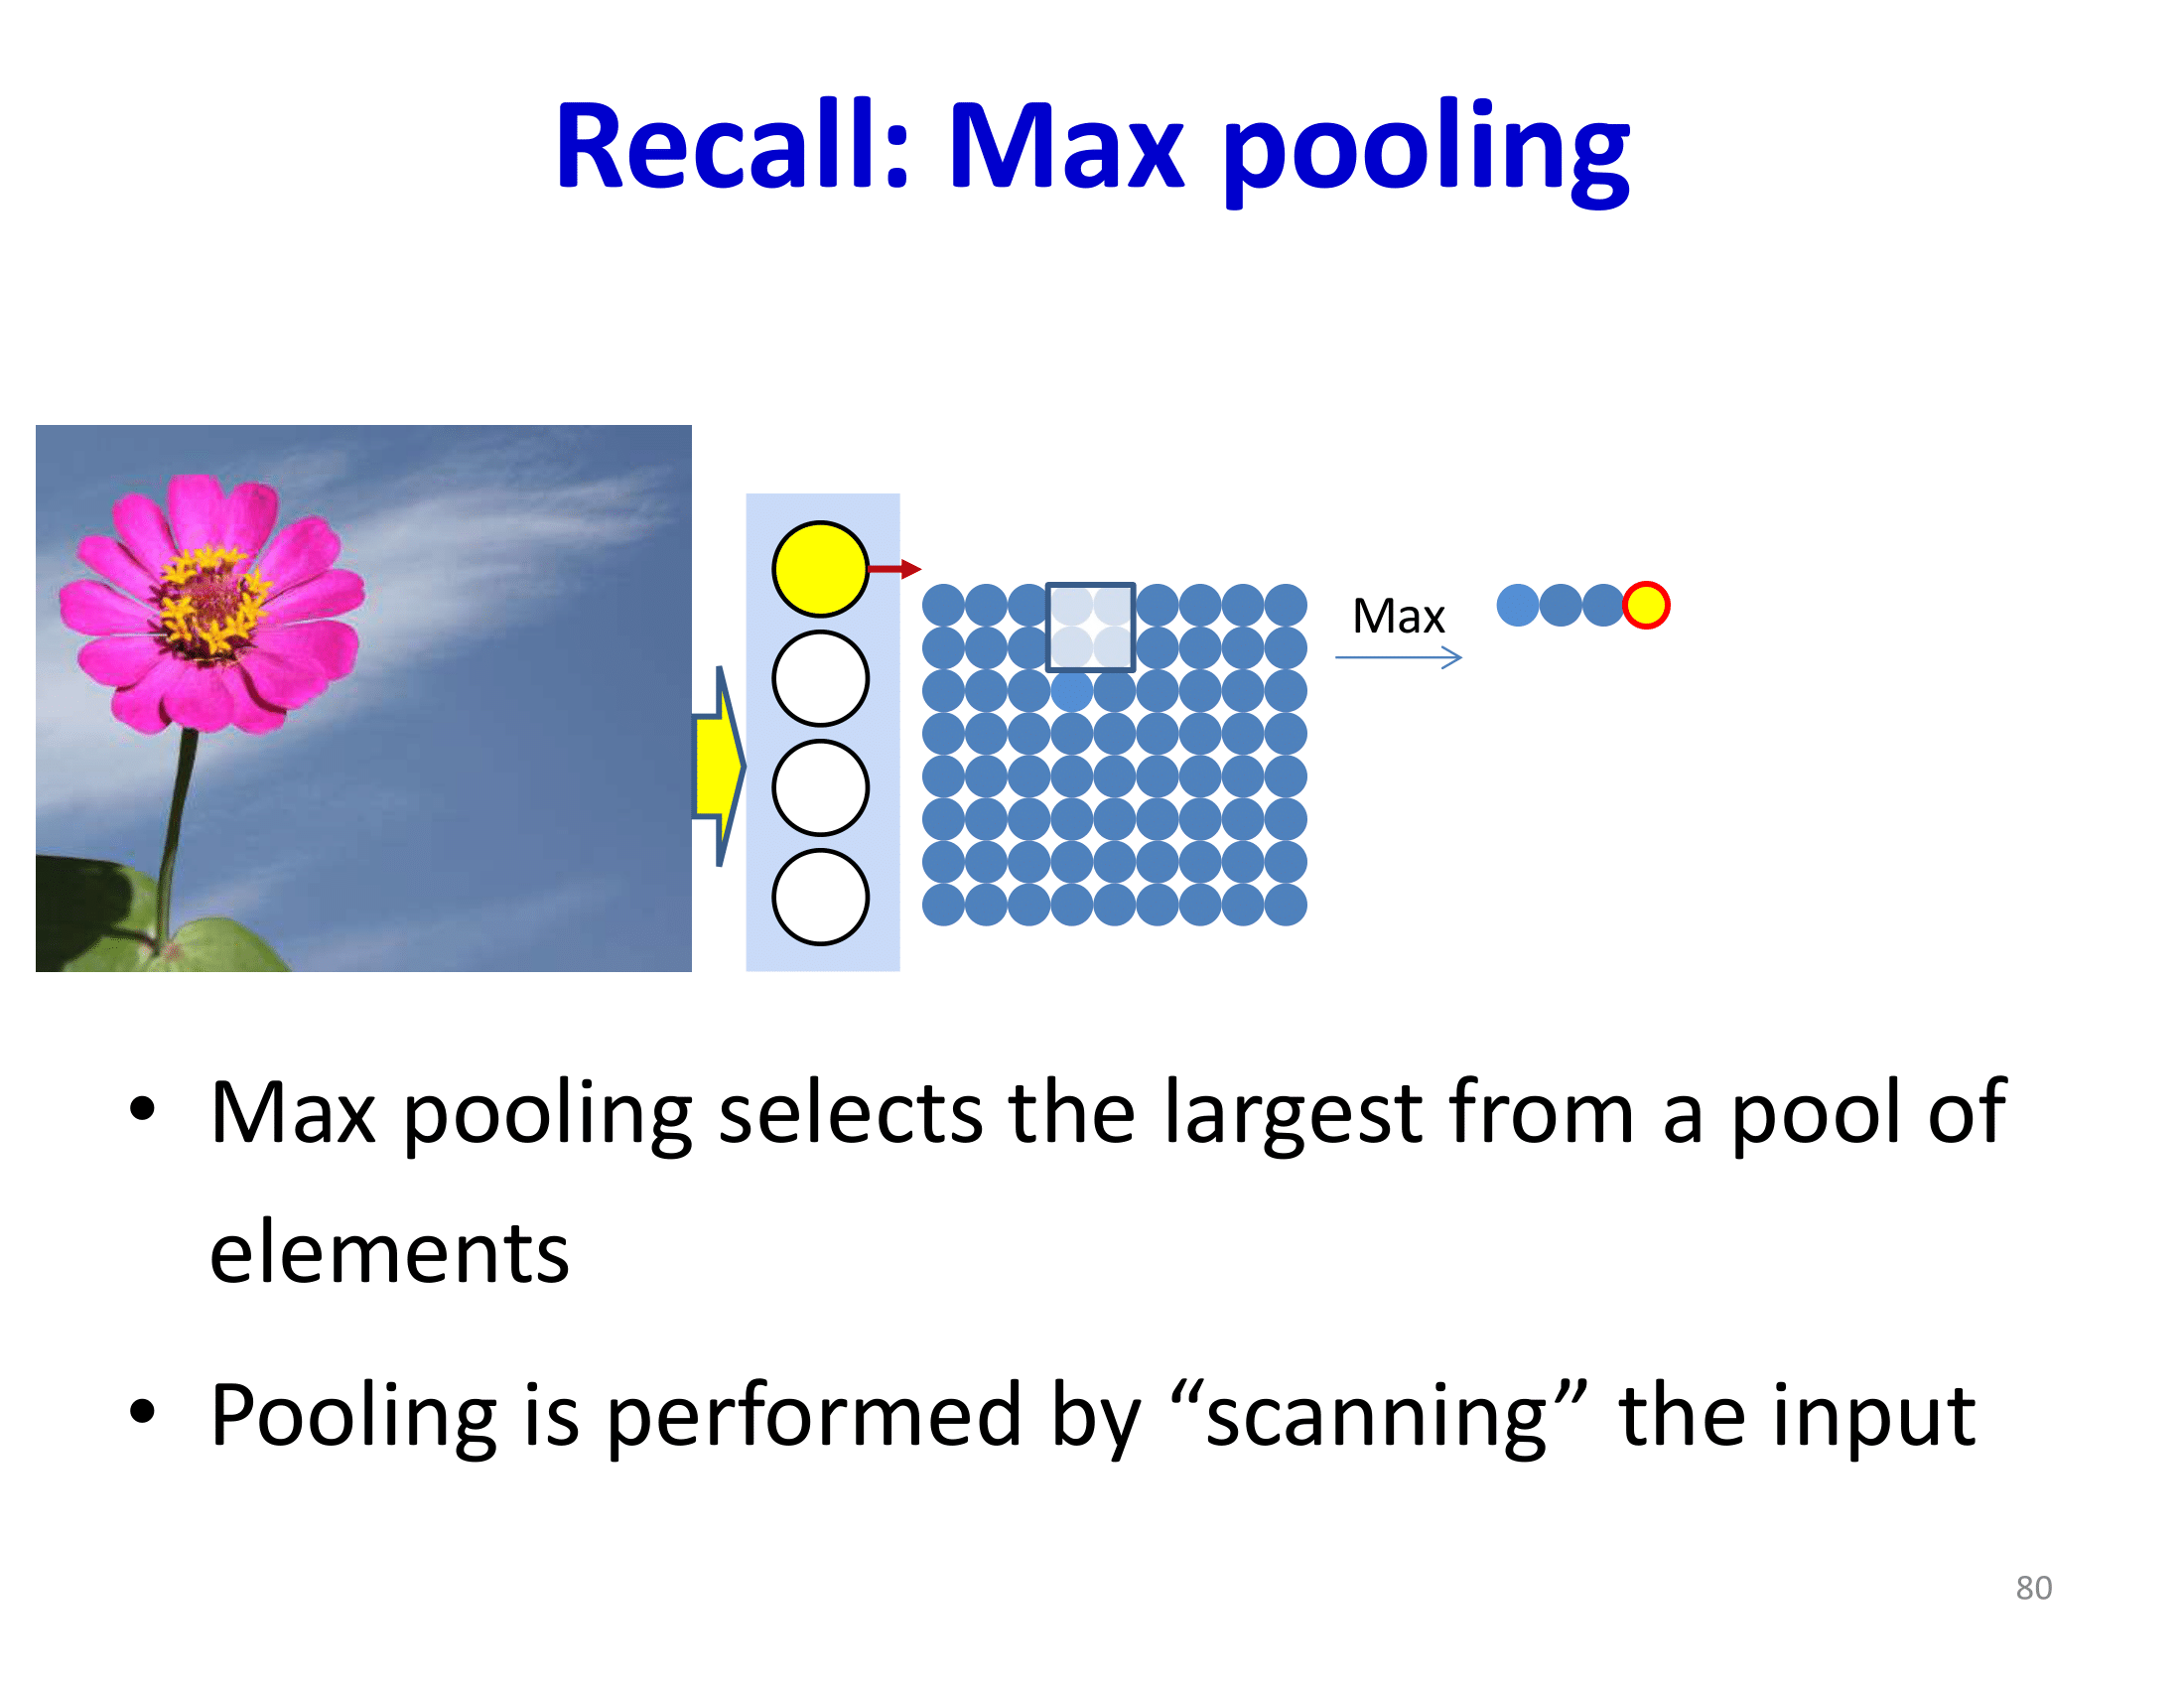 Recall: Max pooling
Max
• Max pooling selects the largest from a pool of
elements
• Pooling is performed by “scanning” the input
80